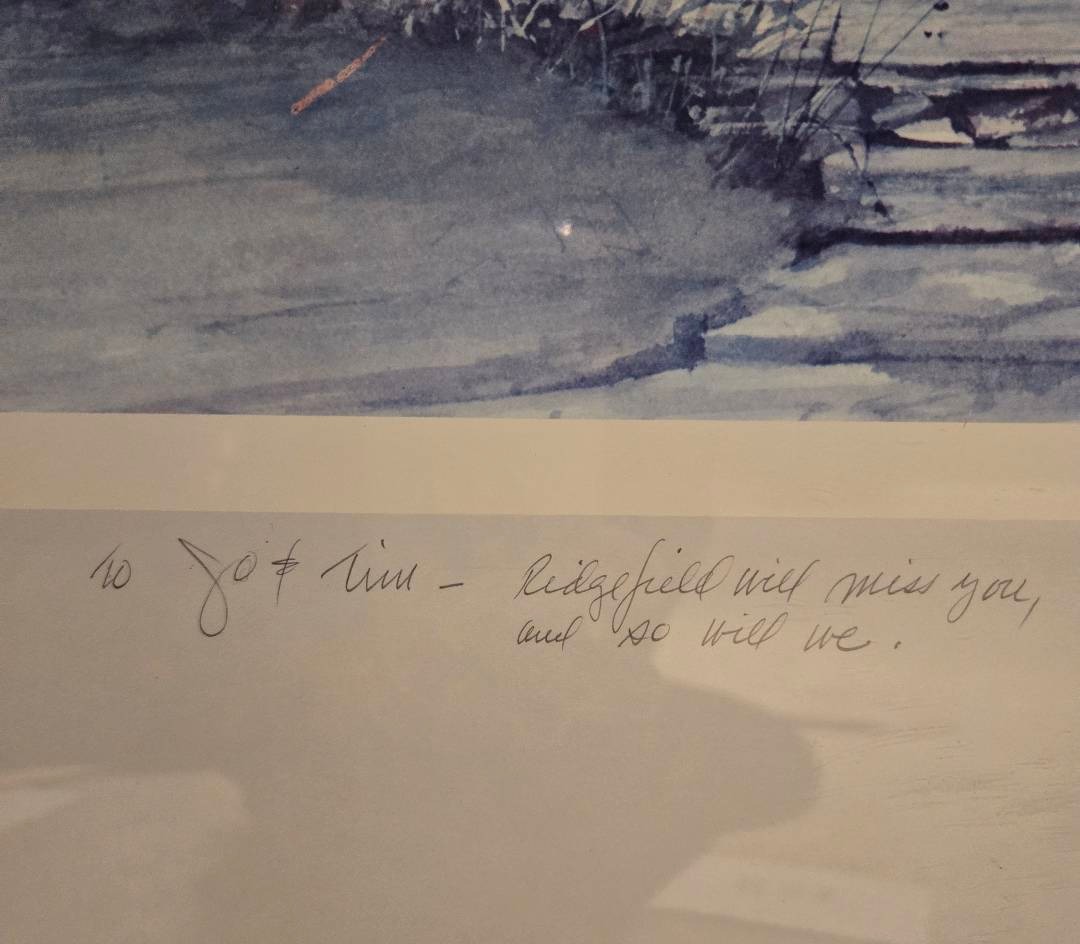 To Jo & Tim - Ridgefield will miss you,
and so will we.